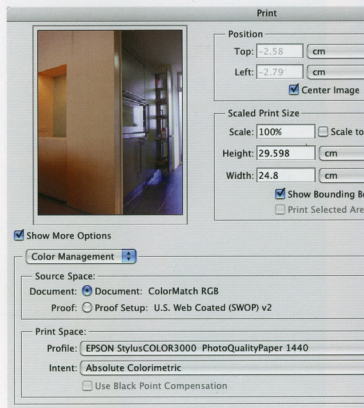 Print
Position
Top: -2.58 cm
Left: -2.79 cm
Center Image
Scaled Print Size
Scale: 100% Scale to
Height: 29.598 cm
Width: 24.8 cm
Show Bounding B
Print Selected Are
Show More Options
Color Management
Source Space:
Document: Document: ColorMatch RGB
Proof: Proof Setup: U.S. Web Coated (SWOP) v2
Print Space:
Profile: EPSON StylusCOLOR3000 PhotoQualityPaper 1440
Intent: Absolute Colorimetric
Use Black Point Compensation